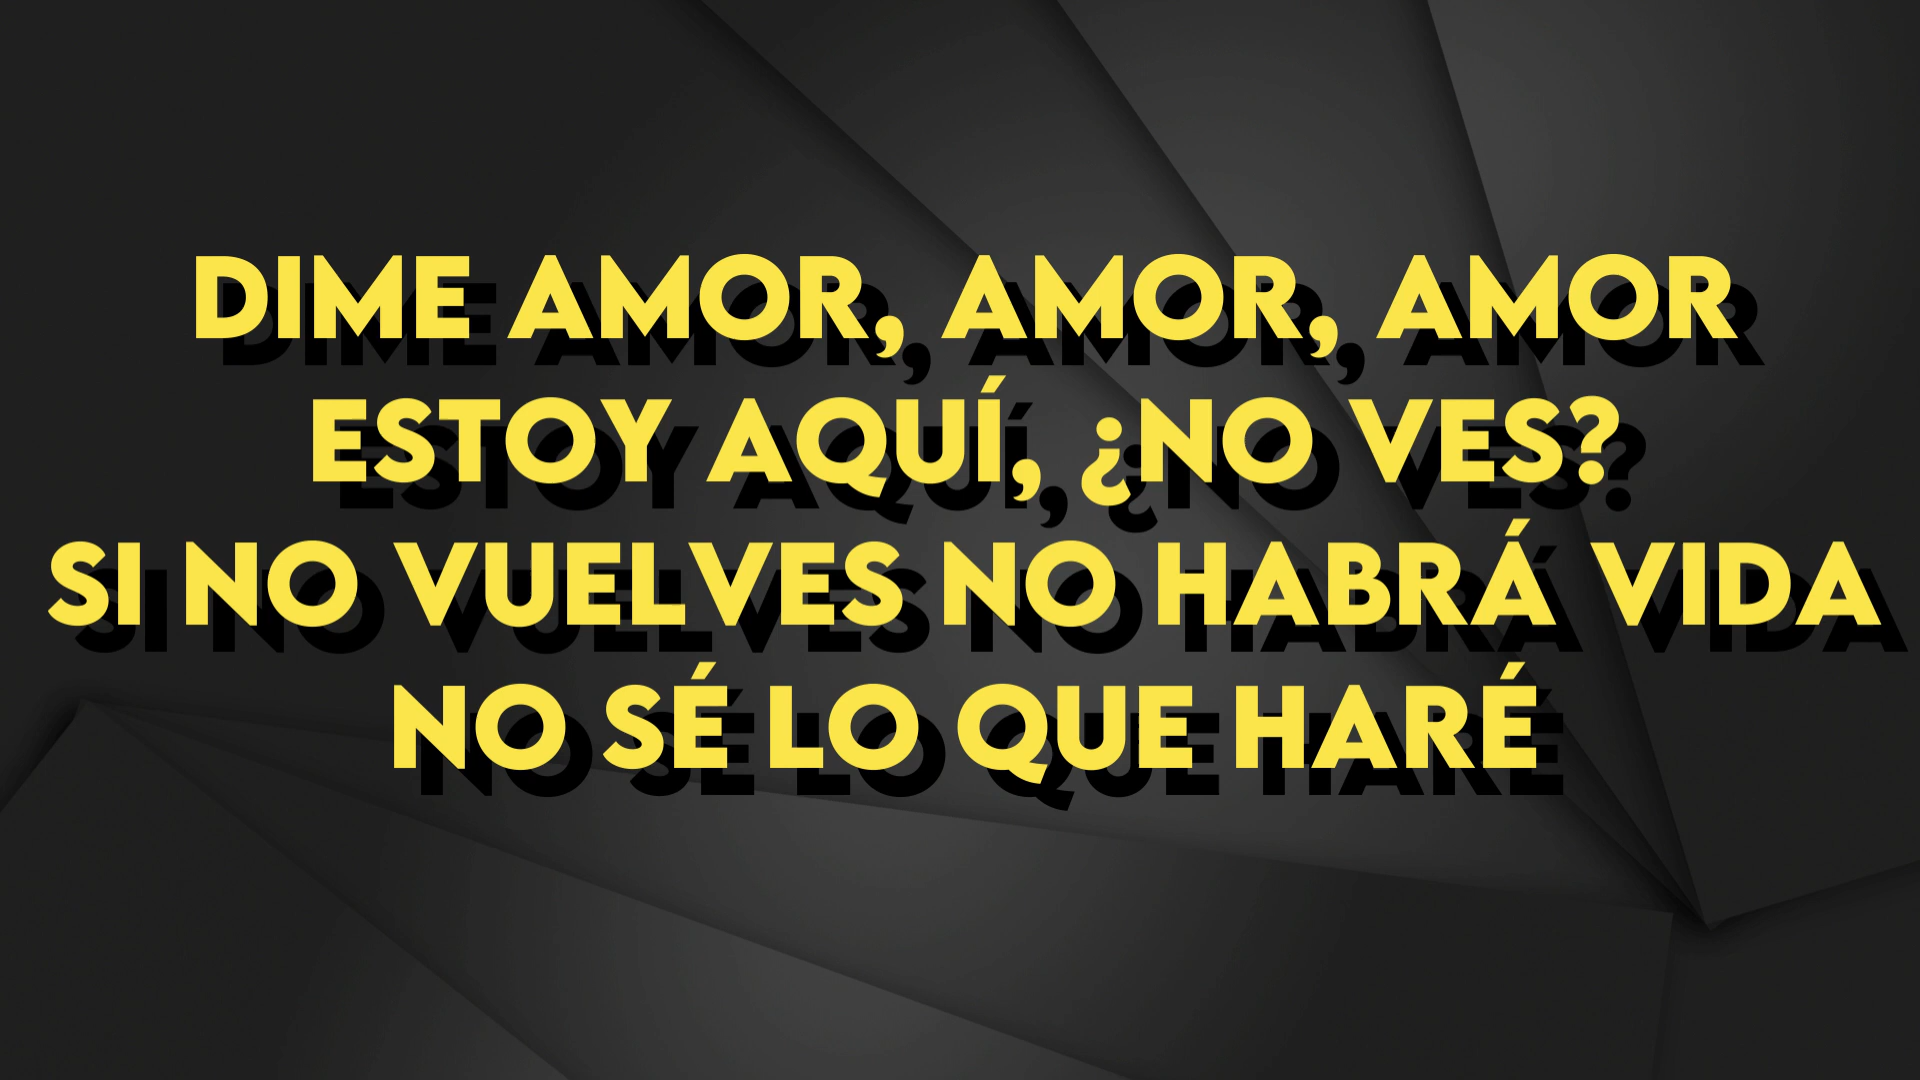 DIME AMOR, AMOR, AMOR
ESTOY AQUÍ, ¿NO VES?
SI NO VUELVES NO HABRÁ VIDA
NO SÉ LO QUE HARÉ